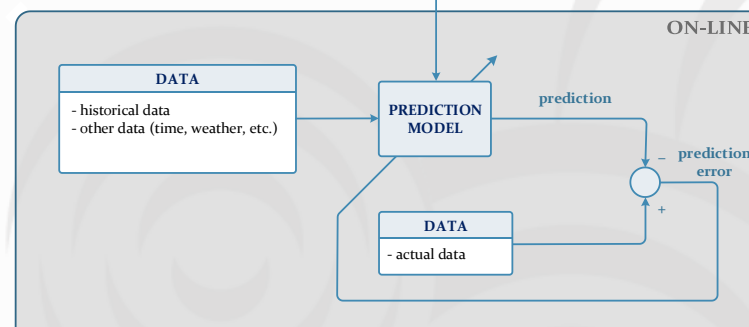 ON-LINE
DATA
- historical data
- other data (time, weather, etc.)
PREDICTION
MODEL
prediction
–
prediction
error
+
DATA
- actual data